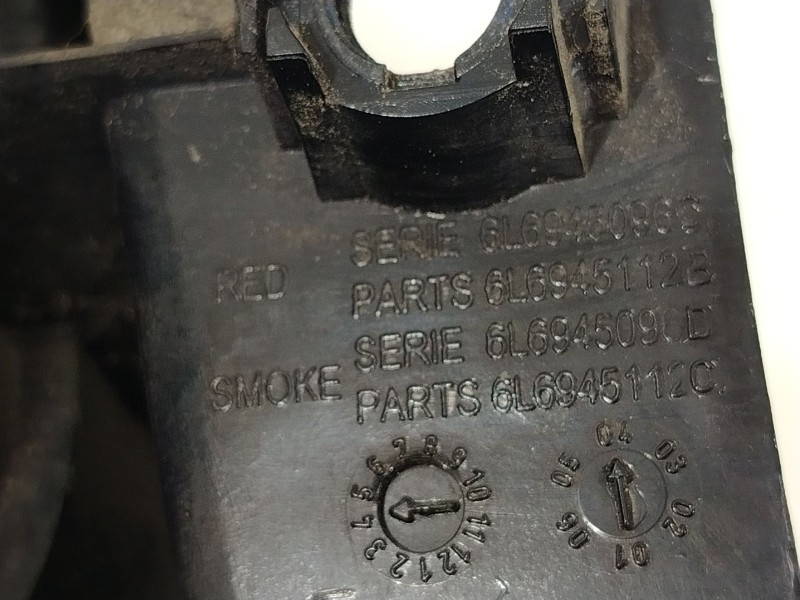 RED
SERIE 6L6945096C
PARTS 6L6945112B
SMOKE
SERIE 6L6945096D
PARTS 6L6945112C
1 2 3 4 5 6 7 8 9 10 11 12
01 02 03 04 05 06